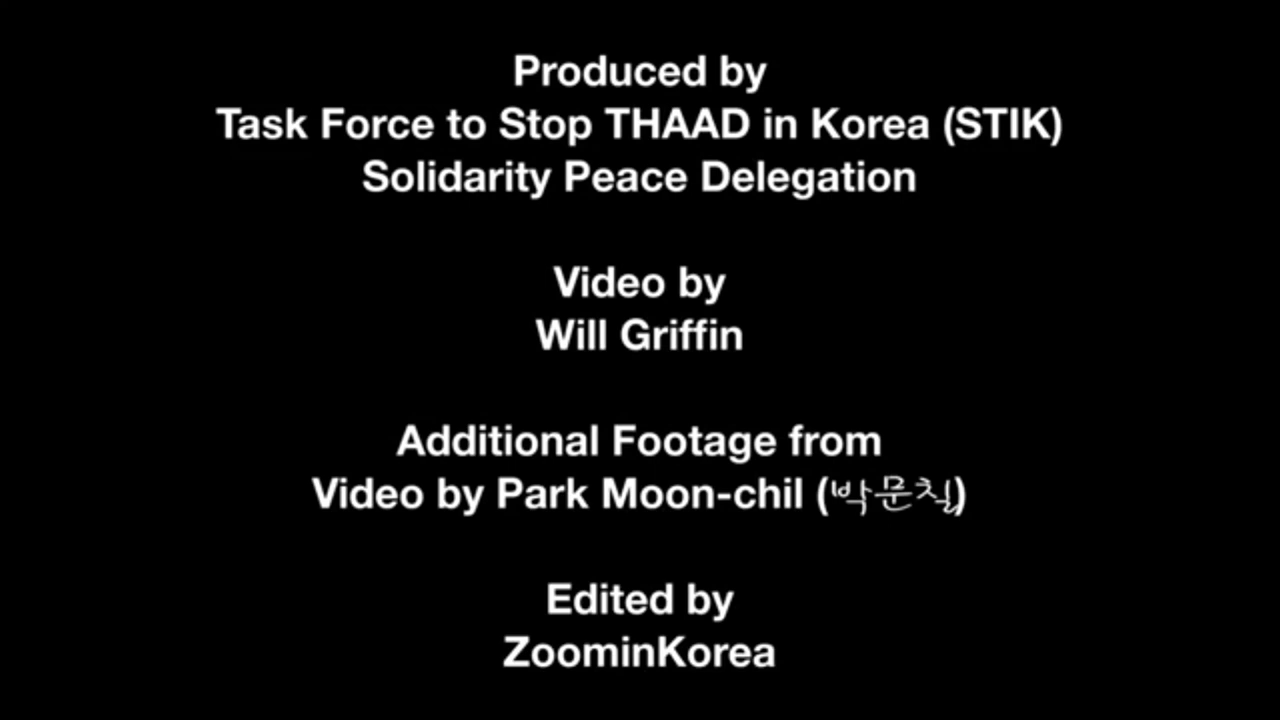 Produced by
Task Force to Stop THAAD in Korea (STIK)
Solidarity Peace Delegation
Video by
Will Griffin
Additional Footage from
Video by Park Moon-chil (박문칠)
Edited by
ZoominKorea